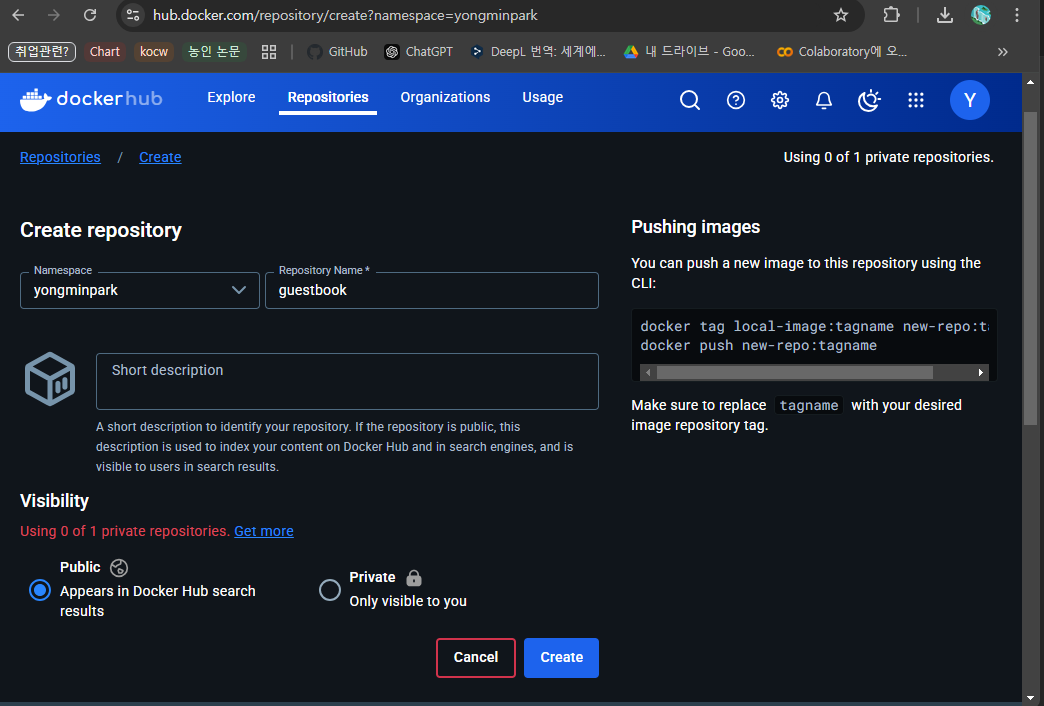 hub.docker.com/repository/create?namespace=yongminpark
취업관련? Chart kocw 농인 논문 GitHub ChatGPT DeepL 번역: 세계에... 내 드라이브 - Goo... Colaboratory에 오...
dockerhub Explore Repositories Organizations Usage Y
Repositories / Create Using 0 of 1 private repositories.
Create repository
Namespace
yongminpark
Repository Name *
guestbook
Short description
A short description to identify your repository. If the repository is public, this
description is used to index your content on Docker Hub and in search engines, and is
visible to users in search results.
Visibility
Using 0 of 1 private repositories. Get more
Public
Appears in Docker Hub search
results
Private
Only visible to you
Cancel Create
Pushing images
You can push a new image to this repository using the
CLI:
docker tag local-image:tagname new-repo:ta
docker push new-repo:tagname
Make sure to replace tagname with your desired
image repository tag.